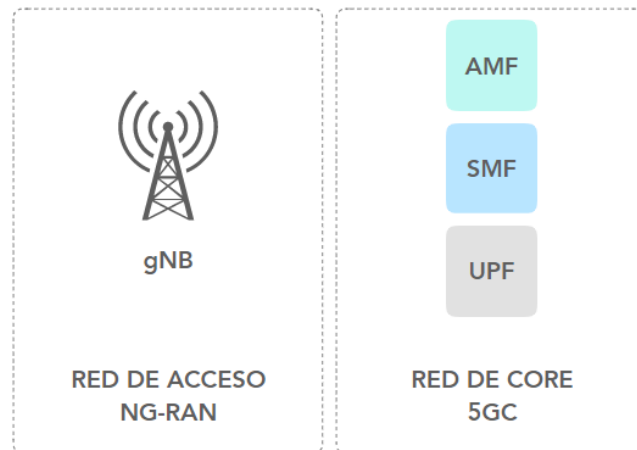 gNB
RED DE ACCESO
NG-RAN
AMF
SMF
UPF
RED DE CORE
5GC